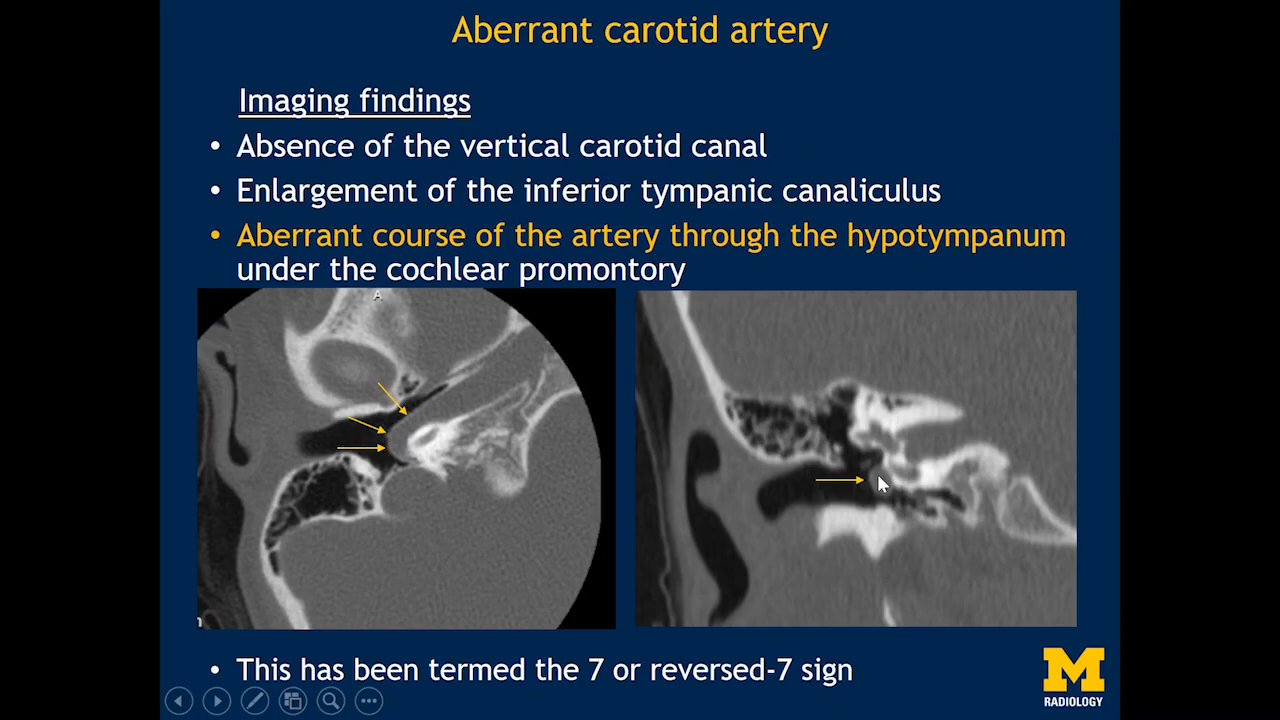 Aberrant carotid artery
Imaging findings
• Absence of the vertical carotid canal
• Enlargement of the inferior tympanic canaliculus
• Aberrant course of the artery through the hypotympanum
under the cochlear promontory
A
• This has been termed the 7 or reversed-7 sign
M
RADIOLOGY